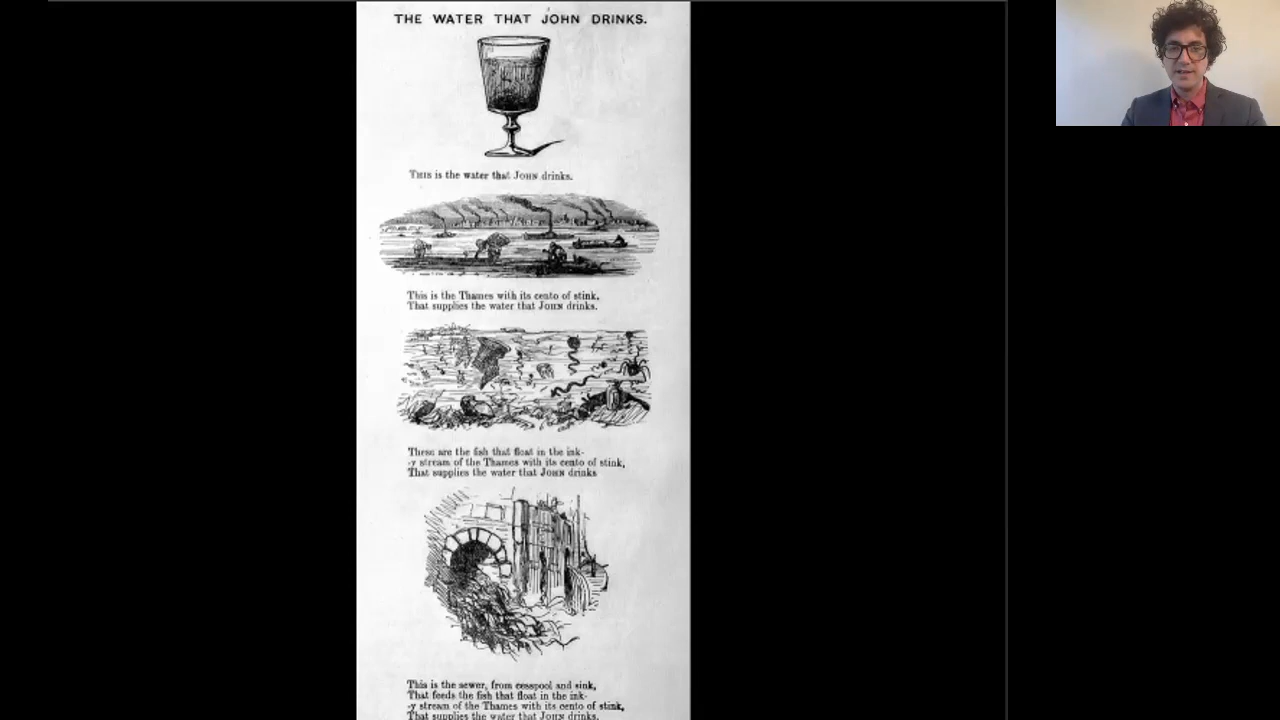 THE WATER THAT JOHN DRINKS.
THIS is the water that JOHN drinks.
This is the Thames with its cento of stink,
That supplies the water that JOHN drinks.
These are the fish that float in the ink-
-y stream of the Thames with its cento of stink,
That supplies the water that JOHN drinks
This is the sewer, from cesspool and sink,
That feeds the fish that float in the ink-
-y stream of the Thames with its cento of stink,
That supplies the water that JOHN drinks.